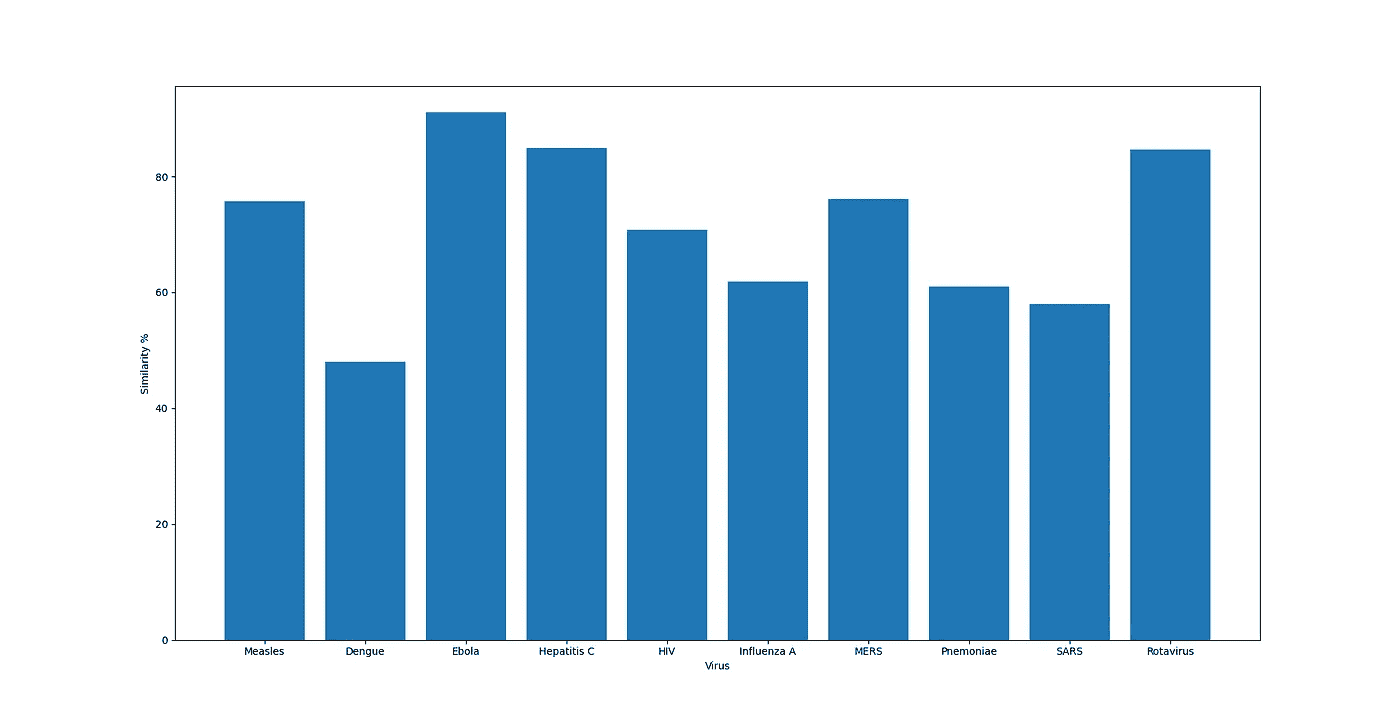 80
60
40
20
0
Similarity %
Measles Dengue Ebola Hepatitis C HIV Influenza A MERS Pnemoniae SARS Rotavirus
Virus